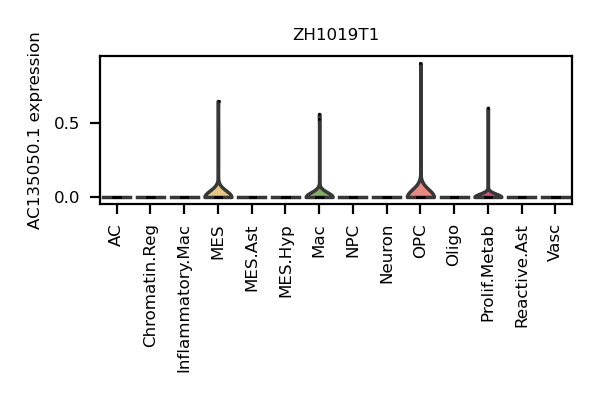 ZH1019T1
AC135050.1 expression
0.5
0.0
AC
Chromatin.Reg
Inflammatory.Mac
MES
MES.Ast
MES.Hyp
Mac
NPC
Neuron
OPC
Oligo
Prolif.Metab
Reactive.Ast
Vasc